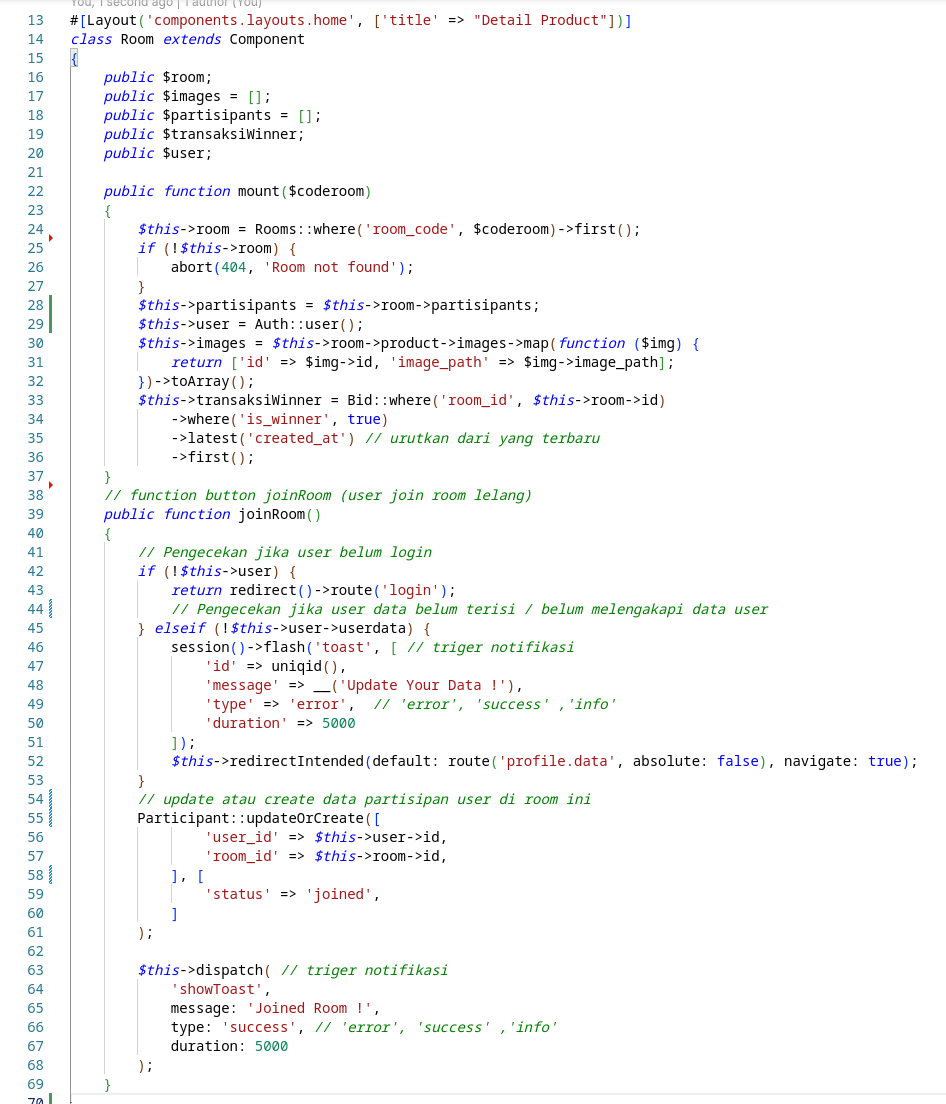 You, 1 second ago | 1 author (You)
13 #[Layout('components.layouts.home', ['title' => "Detail Product"])]
14 class Room extends Component
15 {
16     public $room;
17     public $images = [];
18     public $partisipants = [];
19     public $transaksiWinner;
20     public $user;
21
22     public function mount($coderoom)
23     {
24         $this->room = Rooms::where('room_code', $coderoom)->first();
25         if (!$this->room) {
26             abort(404, 'Room not found');
27         }
28         $this->partisipants = $this->room->partisipants;
29         $this->user = Auth::user();
30         $this->images = $this->room->product->images->map(function ($img) {
31             return ['id' => $img->id, 'image_path' => $img->image_path];
32         })->toArray();
33         $this->transaksiWinner = Bid::where('room_id', $this->room->id)
34             ->where('is_winner', true)
35             ->latest('created_at') // urutkan dari yang terbaru
36             ->first();
37     }
38     // function button joinRoom (user join room lelang)
39     public function joinRoom()
40     {
41         // Pengecekan jika user belum login
42         if (!$this->user) {
43             return redirect()->route('login');
44             // Pengecekan jika user data belum terisi / belum melengakapi data user
45         } elseif (!$this->user->userdata) {
46             session()->flash('toast', [ // triger notifikasi
47                 'id' => uniqid(),
48                 'message' => __('Update Your Data !'),
49                 'type' => 'error',  // 'error', 'success' ,'info'
50                 'duration' => 5000
51             ]);
52             $this->redirectIntended(default: route('profile.data', absolute: false), navigate: true);
53         }
54         // update atau create data partisipan user di room ini
55         Participant::updateOrCreate([
56                 'user_id' => $this->user->id,
57                 'room_id' => $this->room->id,
58             ], [
59                 'status' => 'joined',
60             ]
61         );
62
63         $this->dispatch( // triger notifikasi
64             'showToast',
65             message: 'Joined Room !',
66             type: 'success', // 'error', 'success' ,'info'
67             duration: 5000
68         );
69     }
70